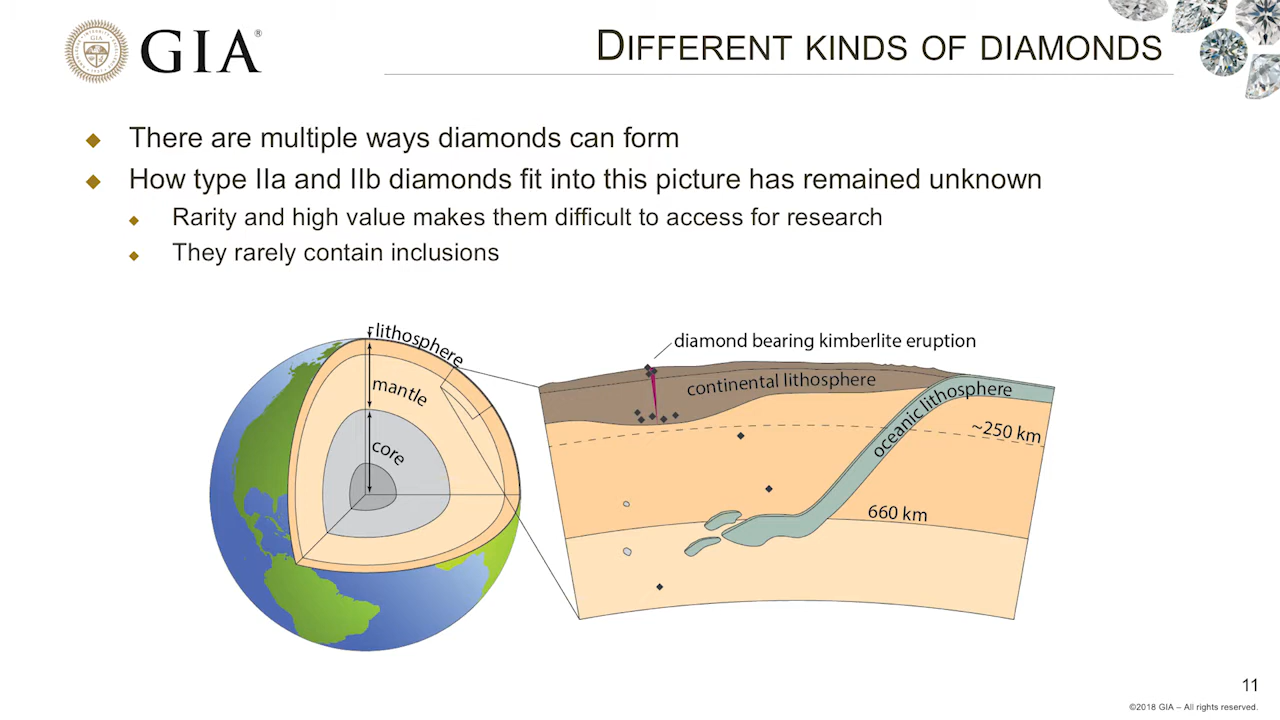 GIA®
DIFFERENT KINDS OF DIAMONDS
There are multiple ways diamonds can form
How type IIa and IIb diamonds fit into this picture has remained unknown
Rarity and high value makes them difficult to access for research
They rarely contain inclusions
lithosphere
mantle
core
diamond bearing kimberlite eruption
continental lithosphere
oceanic lithosphere
~250 km
660 km
11
©2018 GIA – All rights reserved.